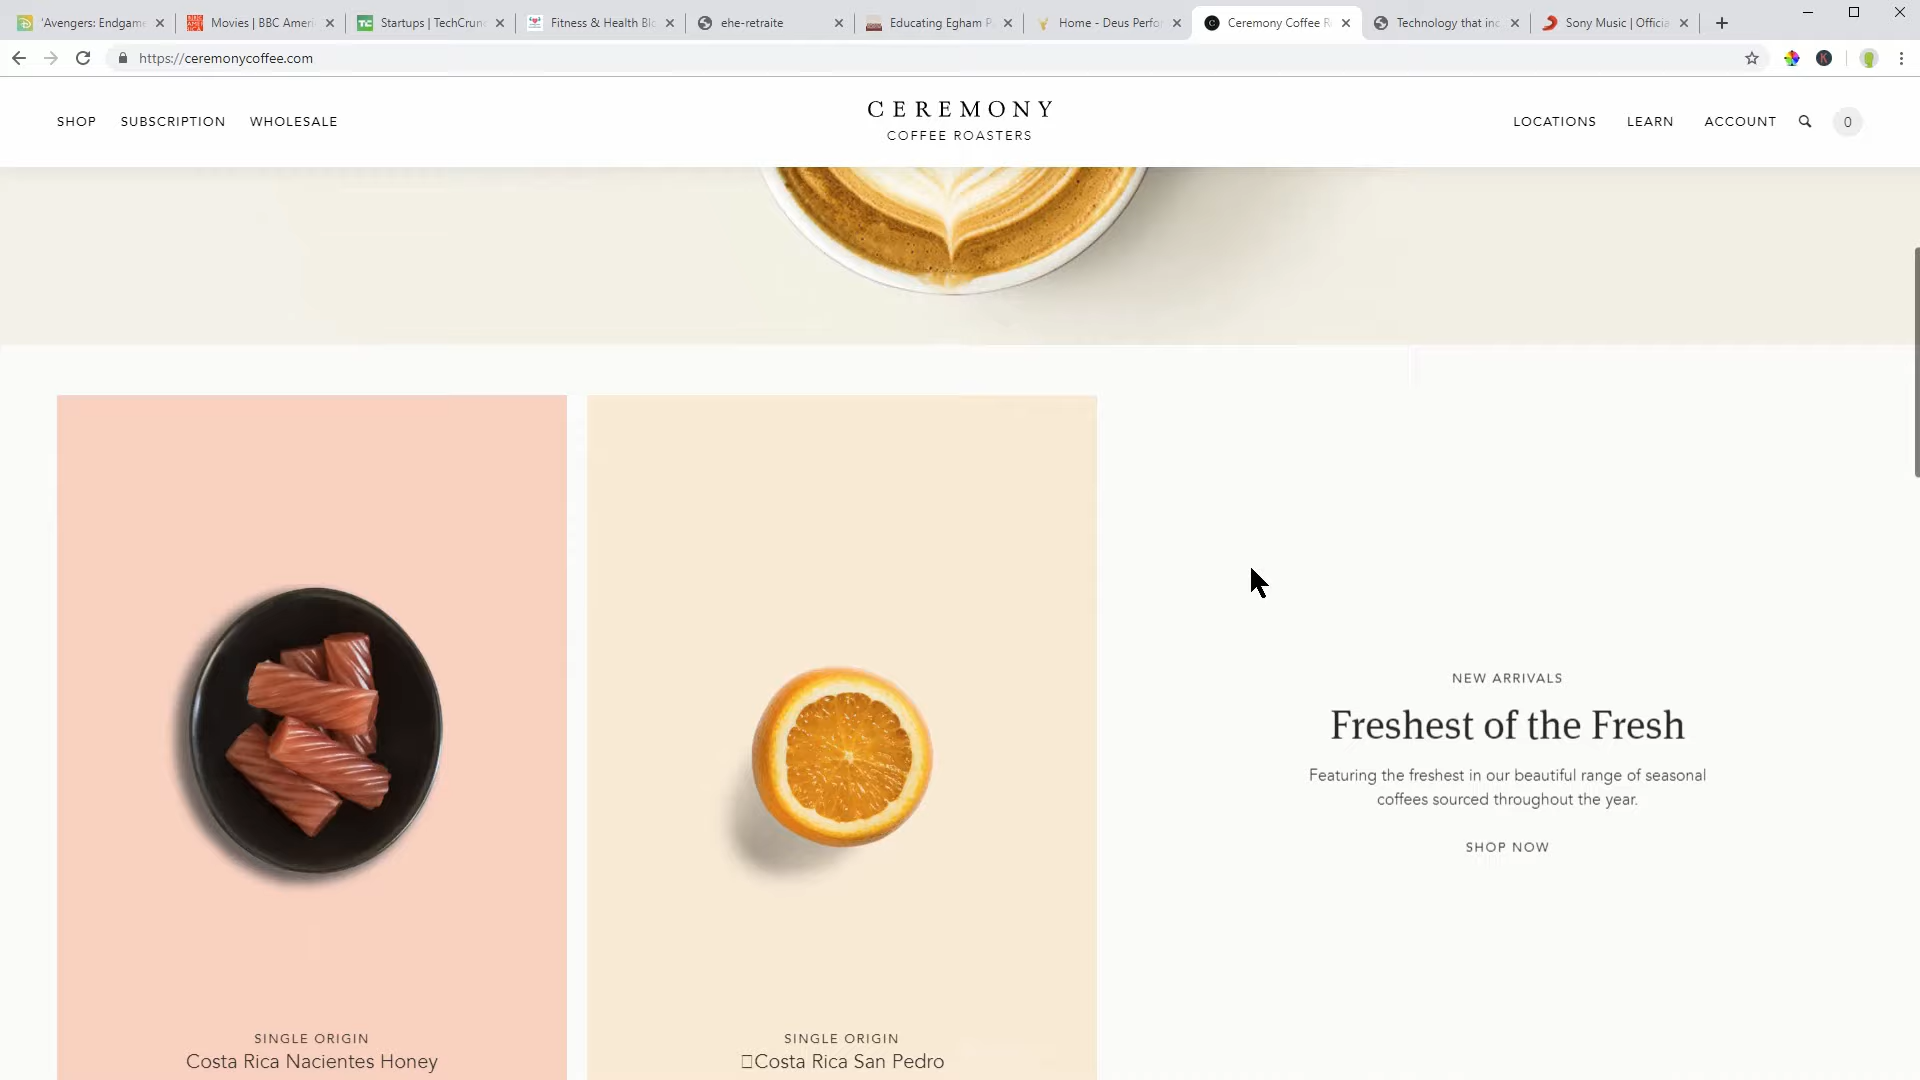 'Avengers: Endgame
Movies | BBC Ameri
Startups | TechCrunc
Fitness & Health Blo
ehe-retraite
Educating Egham P
Home - Deus Perfo
Ceremony Coffee R
Technology that inc
Sony Music | Officia
https://ceremonycoffee.com
SHOP
SUBSCRIPTION
WHOLESALE
CEREMONY
COFFEE ROASTERS
LOCATIONS
LEARN
ACCOUNT
0
NEW ARRIVALS
Freshest of the Fresh
Featuring the freshest in our beautiful range of seasonal
coffees sourced throughout the year.
SHOP NOW
SINGLE ORIGIN
Costa Rica Nacientes Honey
SINGLE ORIGIN
Costa Rica San Pedro